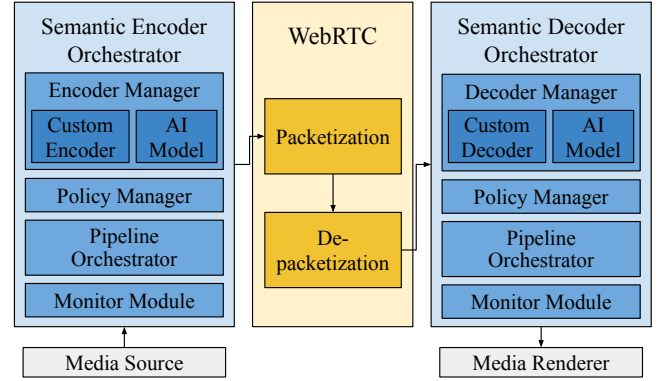 Semantic Encoder
Orchestrator
Encoder Manager
Custom
Encoder
AI
Model
Policy Manager
Pipeline
Orchestrator
Monitor Module
Media Source
WebRTC
Packetization
De-
packetization
Semantic Decoder
Orchestrator
Decoder Manager
Custom
Decoder
AI
Model
Policy Manager
Pipeline
Orchestrator
Monitor Module
Media Renderer